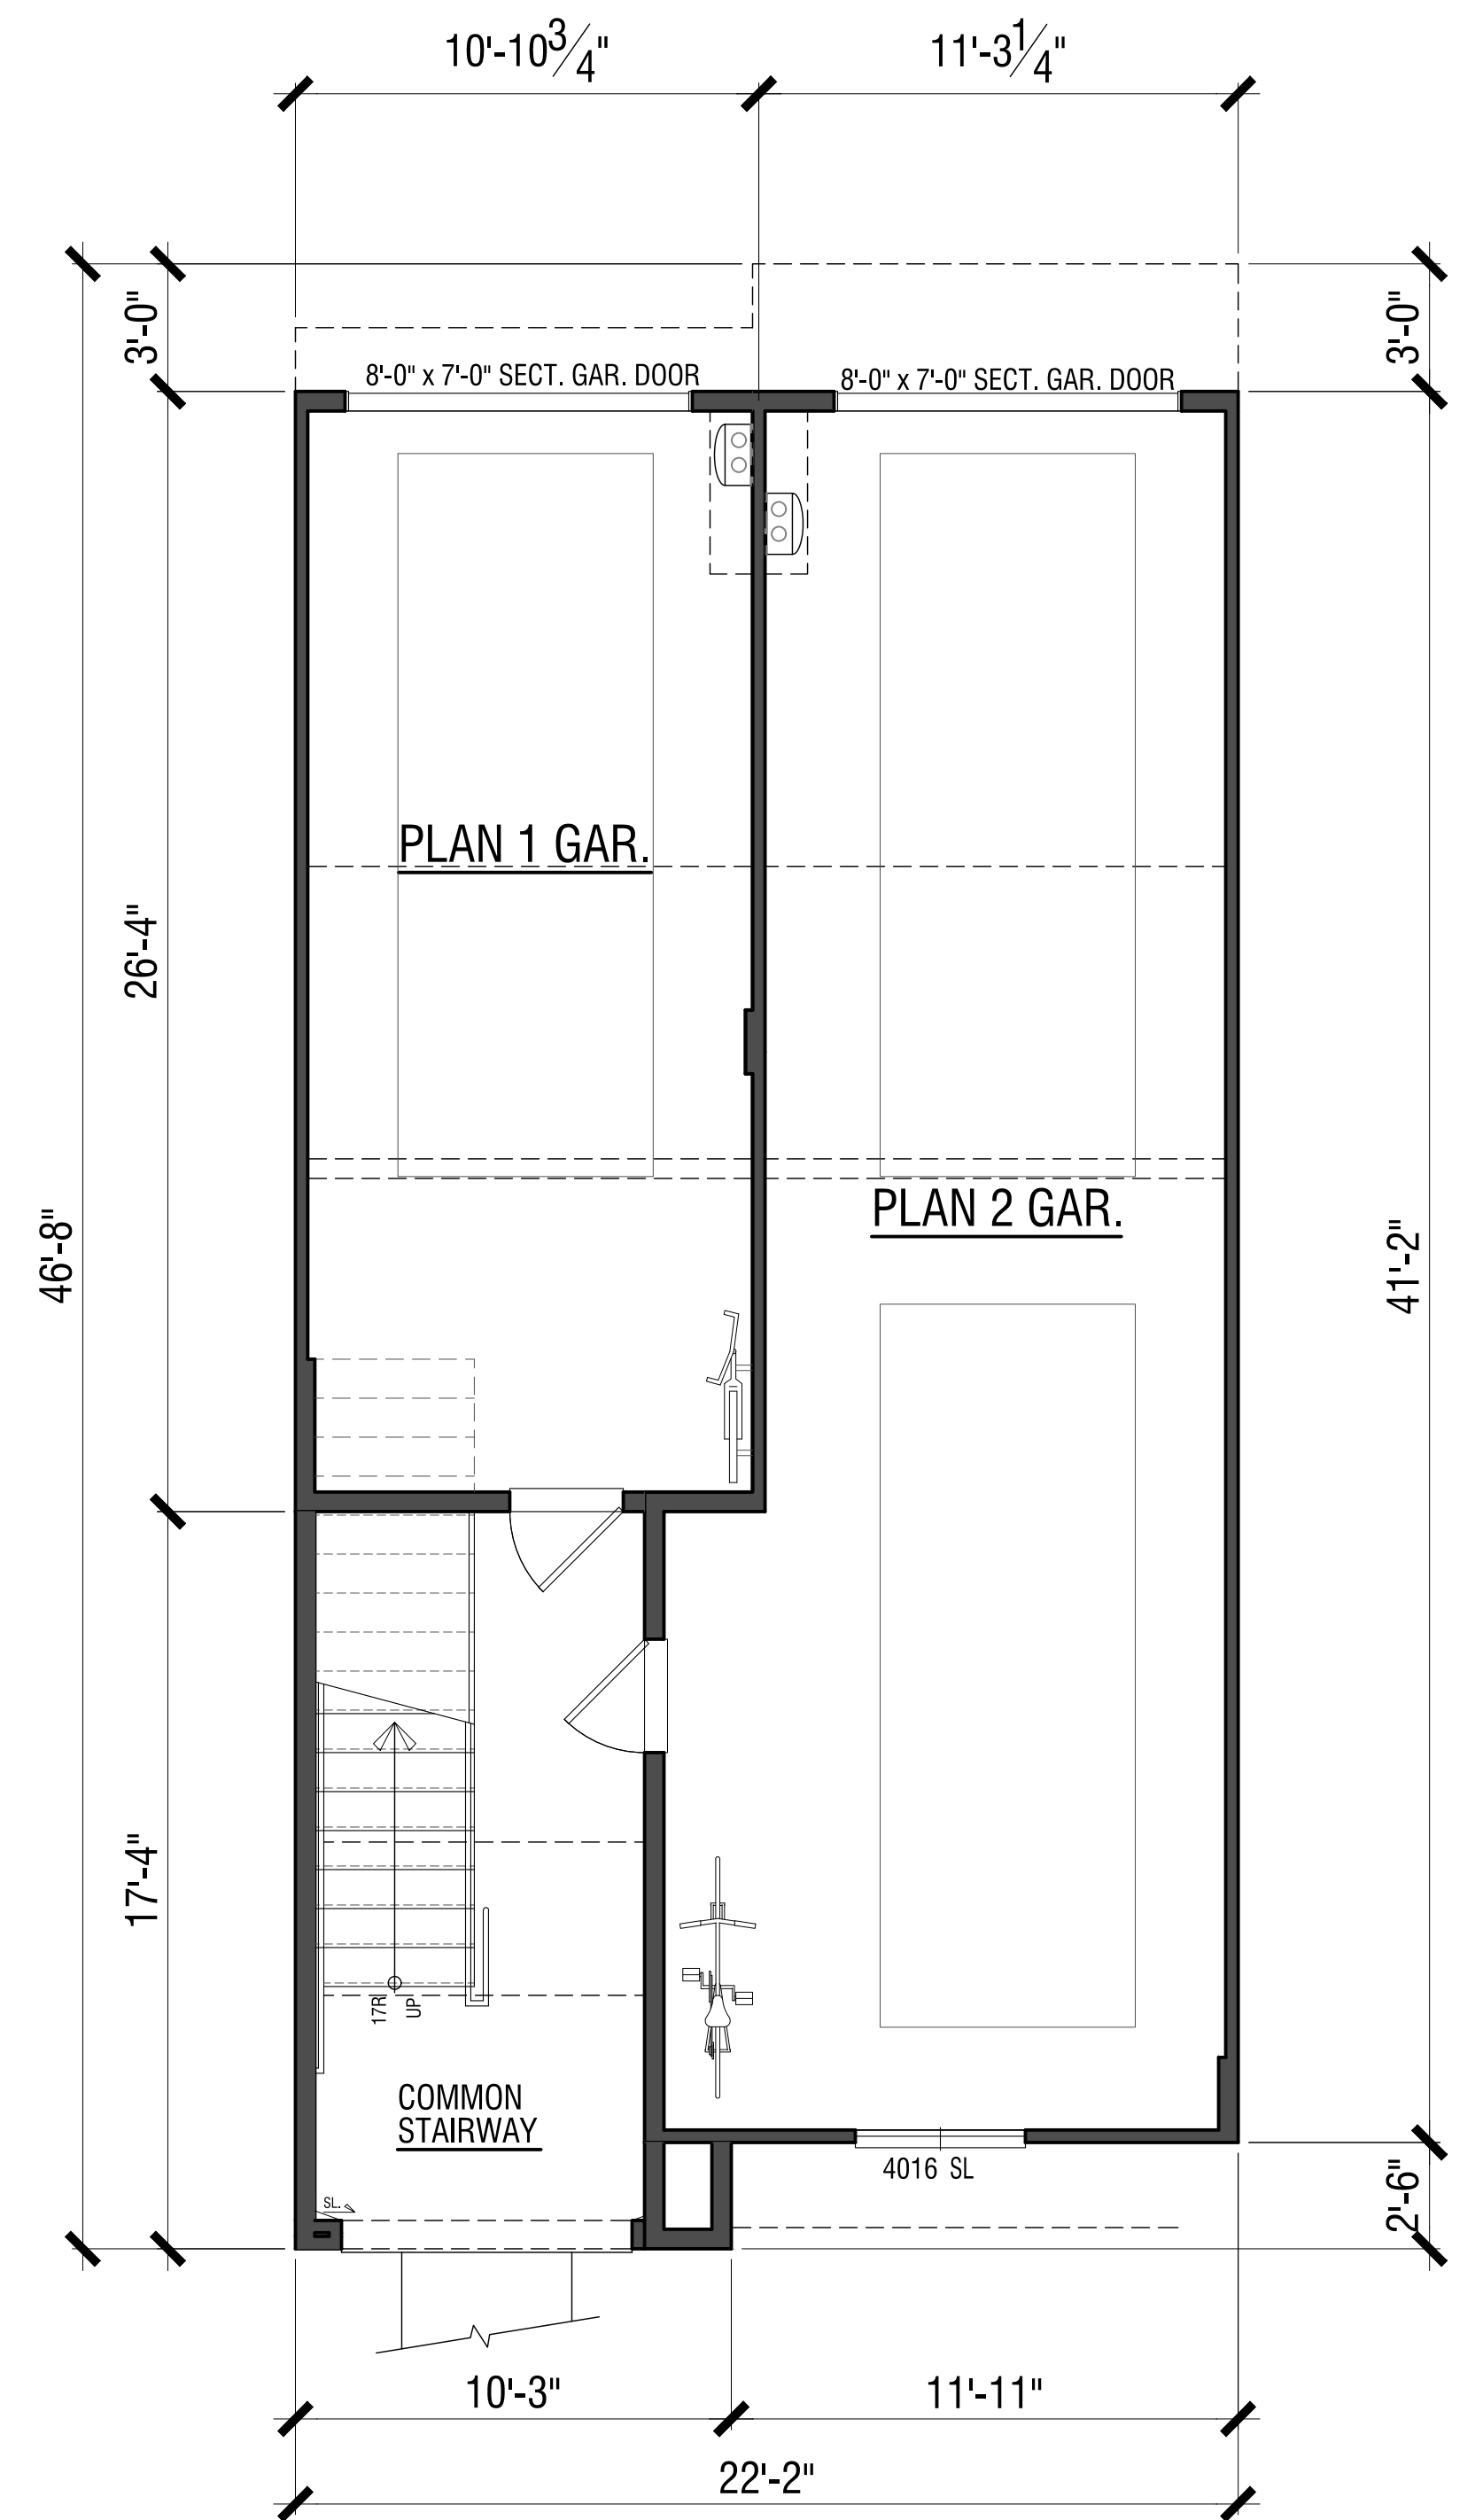 10'-10 3/4"
11'-3 1/4"
3'-0"
3'-0"
8'-0" x 7'-0" SECT. GAR. DOOR
8'-0" x 7'-0" SECT. GAR. DOOR
PLAN 1 GAR.
26'-4"
46'-8"
PLAN 2 GAR.
41'-2"
17'-4"
17R
UP
COMMON
STAIRWAY
4016 SL
SL.
2'-6"
10'-3"
11'-11"
22'-2"